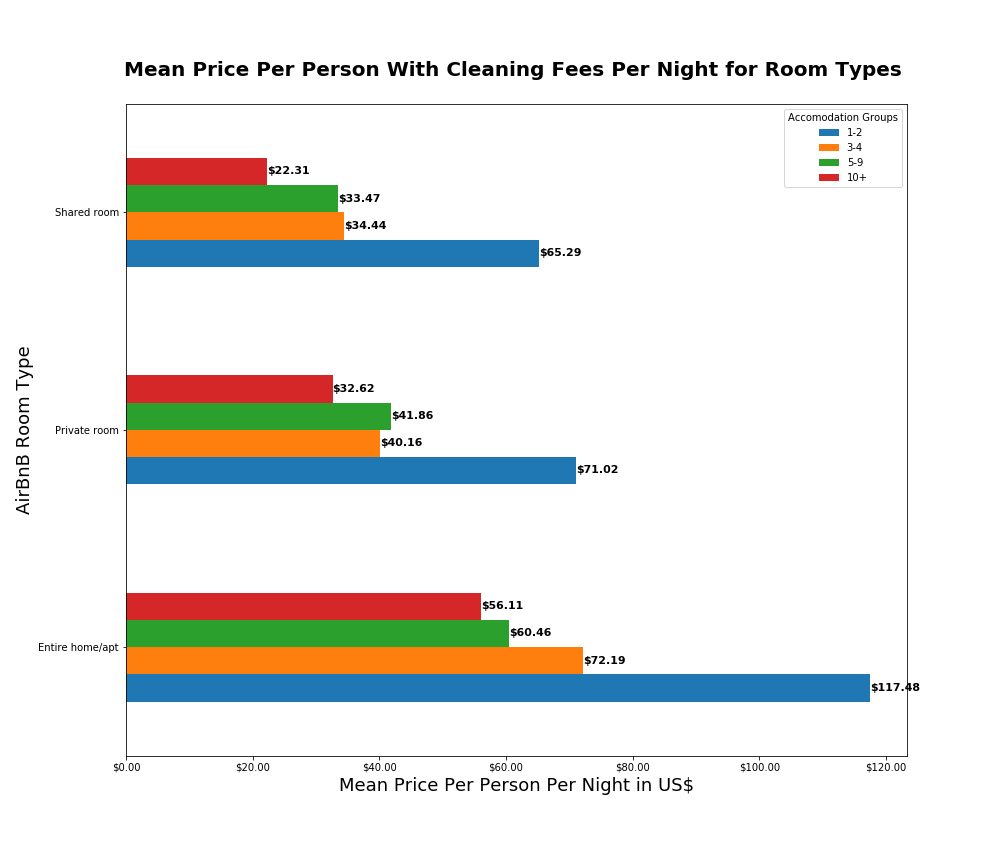 Mean Price Per Person With Cleaning Fees Per Night for Room Types
Accomodation Groups
1-2
3-4
5-9
10+
$22.31
$33.47
Shared room
$34.44
$65.29
$32.62
$41.86
Private room
$40.16
$71.02
$56.11
$60.46
Entire home/apt
$72.19
$117.48
AirBnB Room Type
$0.00 $20.00 $40.00 $60.00 $80.00 $100.00 $120.00
Mean Price Per Person Per Night in US$